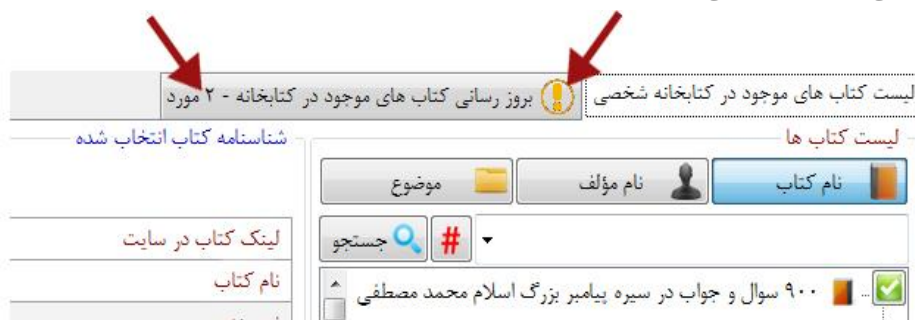 لیست کتاب های موجود در کتابخانه شخصی
بروز رسانی کتاب های موجود در کتابخانه - ۲ مورد
لیست کتاب ها
نام کتاب
نام مؤلف
موضوع
#
جستجو
۹۰۰ سوال و جواب در سیره پیامبر بزرگ اسلام محمد مصطفی
شناسنامه کتاب انتخاب شده
لینک کتاب در سایت
نام کتاب